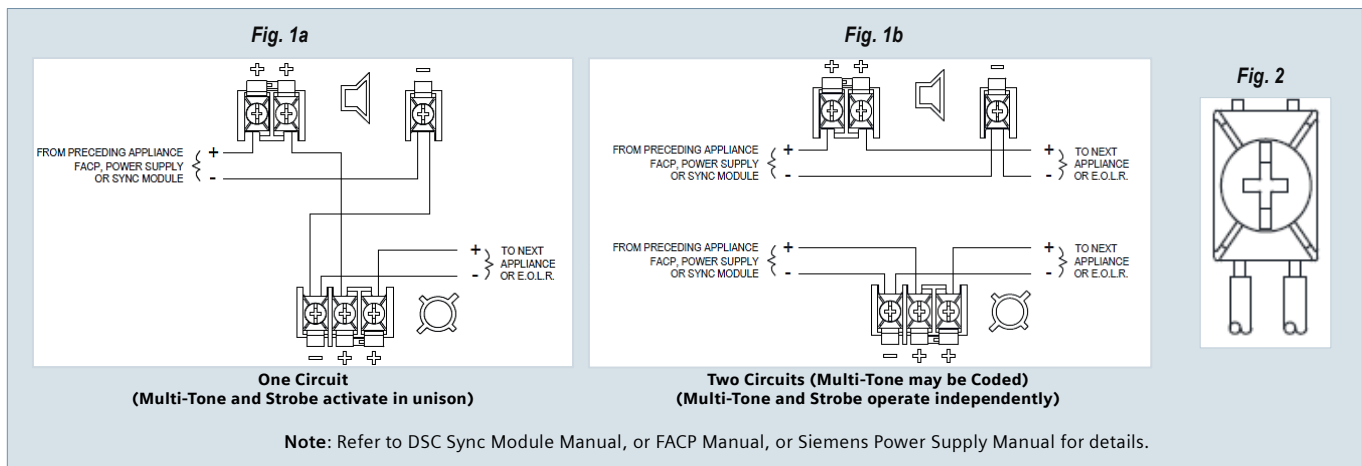 Fig. 1a
+ + -
FROM PRECEDING APPLIANCE +
FACP, POWER SUPPLY
OR SYNC MODULE -
+ TO NEXT
APPLIANCE
- OR E.O.L.R.
- + +
One Circuit
(Multi-Tone and Strobe activate in unison)
Fig. 1b
+ + -
FROM PRECEDING APPLIANCE +
FACP, POWER SUPPLY
OR SYNC MODULE -
+ TO NEXT
APPLIANCE
- OR E.O.L.R.
FROM PRECEDING APPLIANCE +
FACP, POWER SUPPLY
OR SYNC MODULE -
+ TO NEXT
APPLIANCE
- OR E.O.L.R.
- + +
Two Circuits (Multi-Tone may be Coded)
(Multi-Tone and Strobe operate independently)
Fig. 2
Note: Refer to DSC Sync Module Manual, or FACP Manual, or Siemens Power Supply Manual for details.